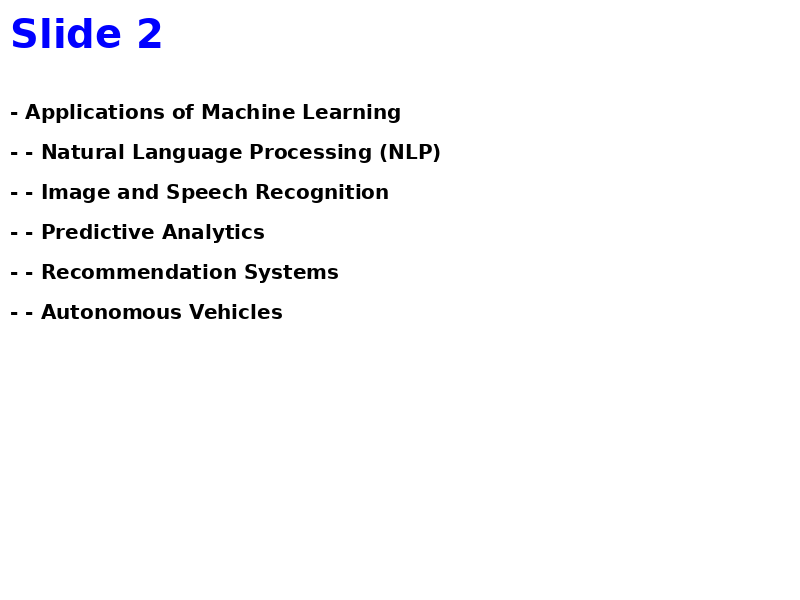 Slide 2
- Applications of Machine Learning
- - Natural Language Processing (NLP)
- - Image and Speech Recognition
- - Predictive Analytics
- - Recommendation Systems
- - Autonomous Vehicles